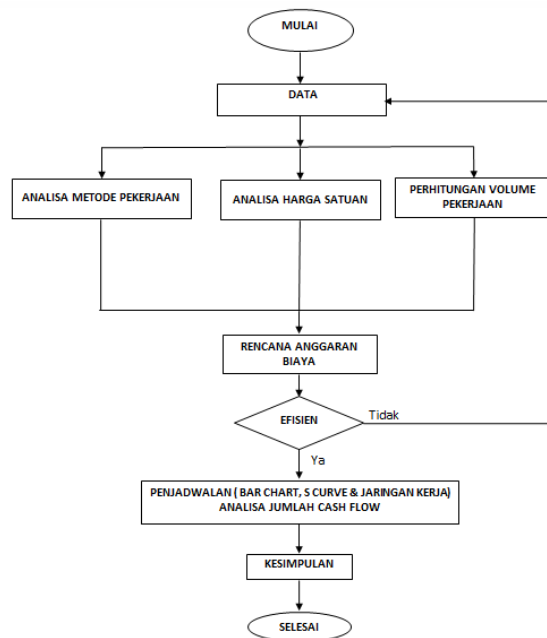 MULAI
DATA
ANALISA METODE PEKERJAAN
ANALISA HARGA SATUAN
PERHITUNGAN VOLUME
PEKERJAAN
RENCANA ANGGARAN
BIAYA
EFISIEN
Tidak
Ya
PENJADWALAN ( BAR CHART, S CURVE & JARINGAN KERJA)
ANALISA JUMLAH CASH FLOW
KESIMPULAN
SELESAI